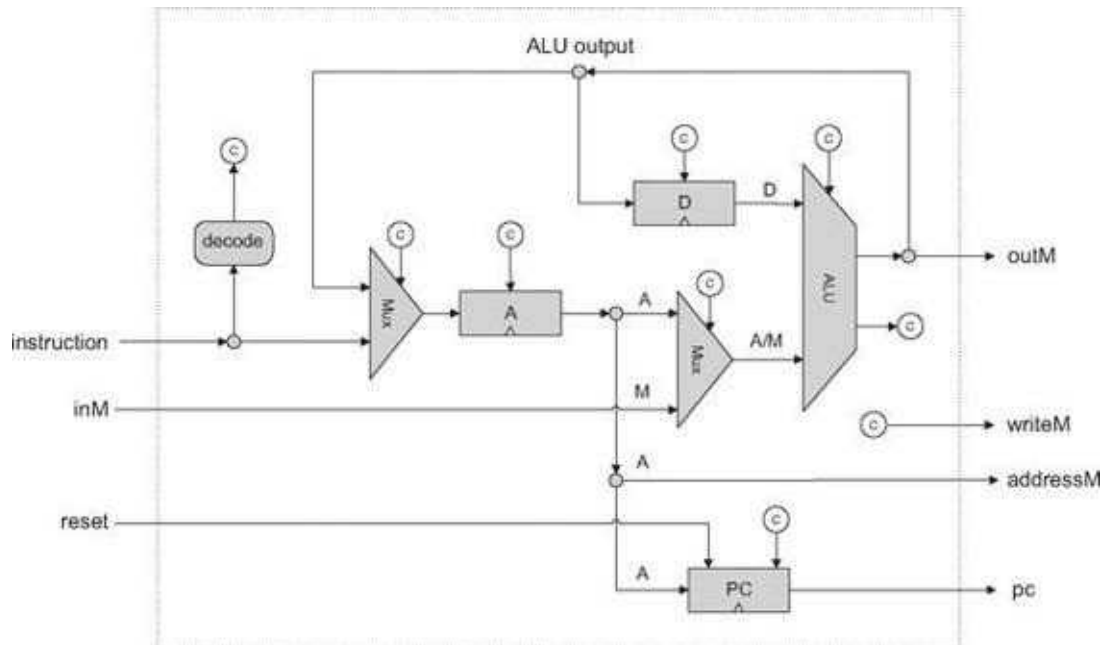 ALU output
c
c
c
D
D
decode
c
c
c
outM
Mux
A
A
Mux
ALU
A/M
c
instruction
M
inM
c
writeM
A
addressM
reset
c
A
PC
pc